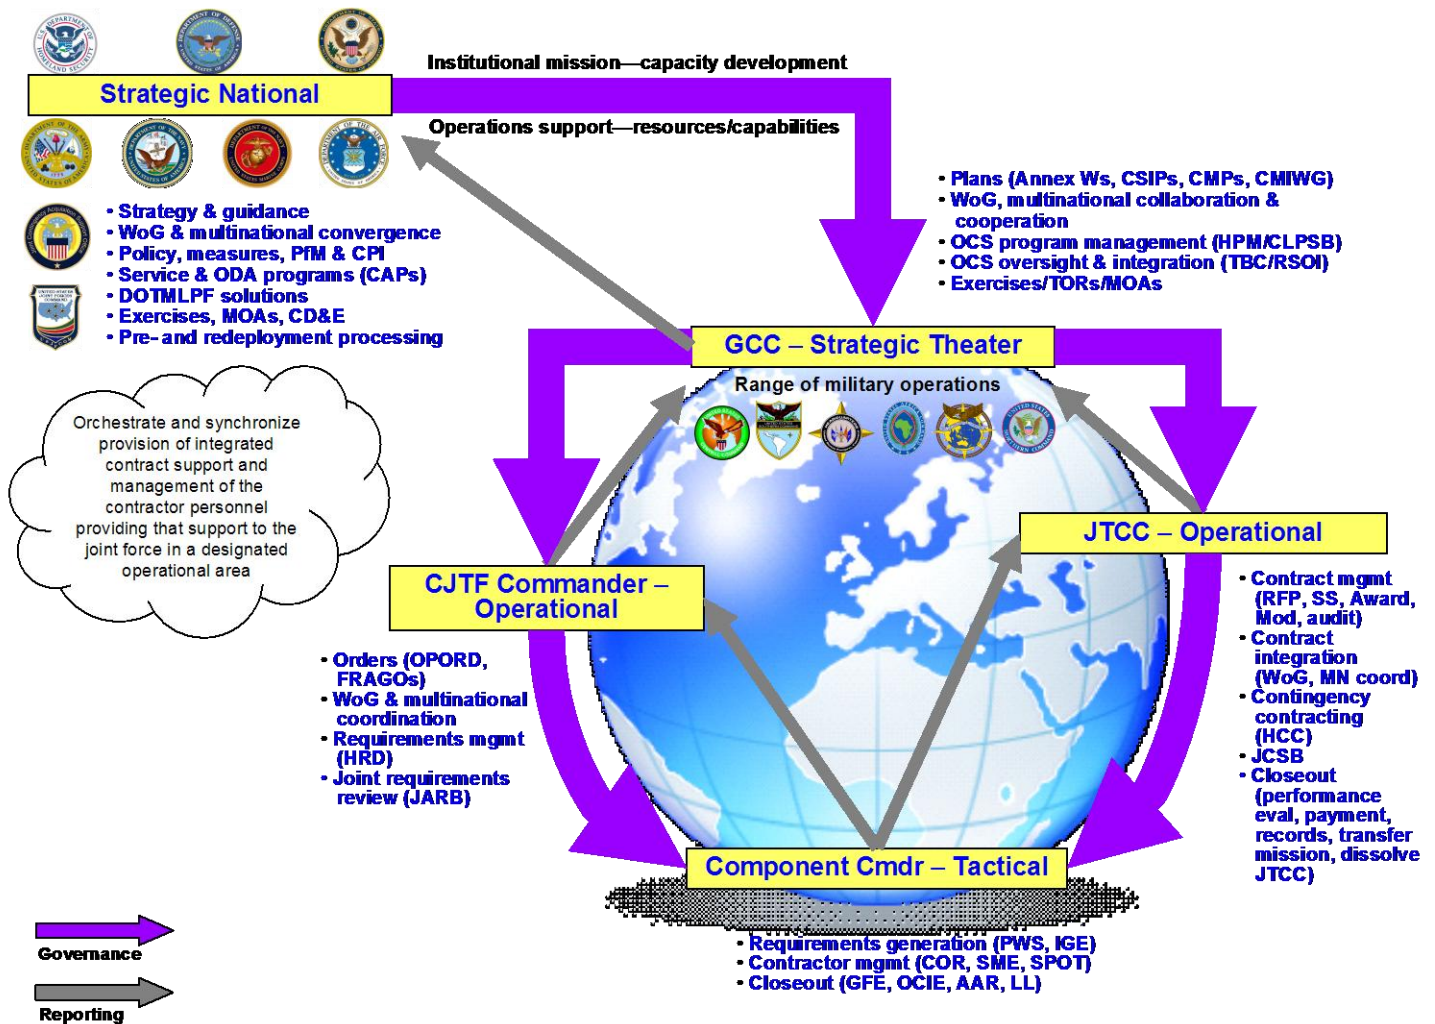 Institutional mission—capacity development
Strategic National
Operations support—resources/capabilities
• Strategy & guidance
• WoG & multinational convergence
• Policy, measures, PfM & CPI
• Service & ODA programs (CAPs)
• DOTMLPF solutions
• Exercises, MOAs, CD&E
• Pre- and redeployment processing
• Plans (Annex Ws, CSIPs, CMPs, CMIWG)
• WoG, multinational collaboration &
cooperation
• OCS program management (HPM/CLPSB)
• OCS oversight & integration (TBC/RSOI)
• Exercises/TORs/MOAs
GCC – Strategic Theater
Range of military operations
Orchestrate and synchronize
provision of integrated
contract support and
management of the
contractor personnel
providing that support to the
joint force in a designated
operational area
JTCC – Operational
CJTF Commander –
Operational
• Contract mgmt
(RFP, SS, Award,
Mod, audit)
• Contract
integration
(WoG, MN coord)
• Contingency
contracting
(HCC)
• JCSB
• Closeout
(performance
eval, payment,
records, transfer
mission, dissolve
JTCC)
• Orders (OPORD,
FRAGOs)
• WoG & multinational
coordination
• Requirements mgmt
(HRD)
• Joint requirements
review (JARB)
Component Cmdr – Tactical
• Requirements generation (PWS, IGE)
• Contractor mgmt (COR, SME, SPOT)
• Closeout (GFE, OCIE, AAR, LL)
Governance
Reporting